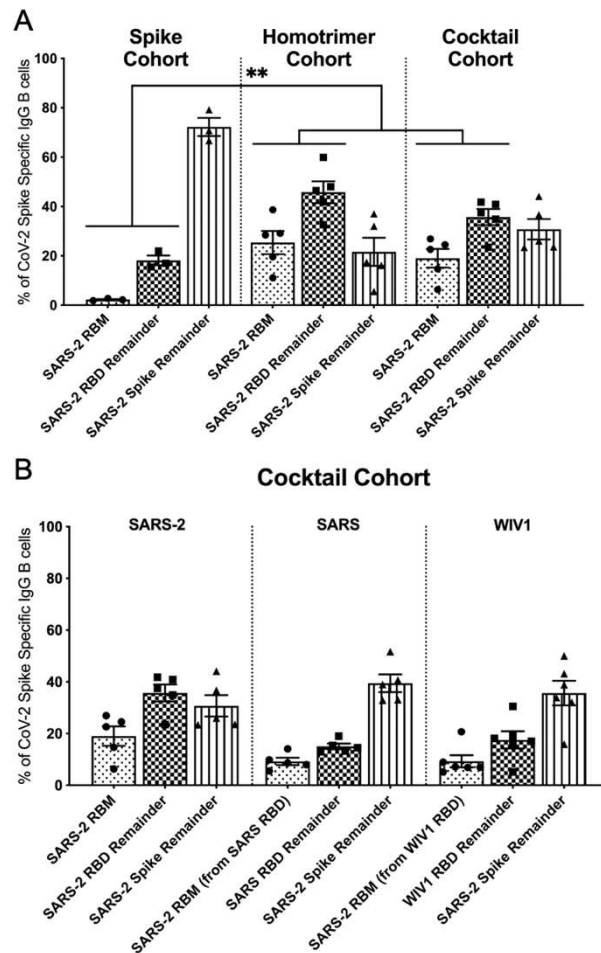 A
Spike
Cohort
Homotrimer
Cohort
Cocktail
Cohort
**
% of CoV-2 Spike Specific IgG B cells
100
80
60
40
20
0
SARS-2 RBM
SARS-2 RBD Remainder
SARS-2 Spike Remainder
SARS-2 RBM
SARS-2 RBD Remainder
SARS-2 Spike Remainder
SARS-2 RBM
SARS-2 RBD Remainder
SARS-2 Spike Remainder
B
Cocktail Cohort
SARS-2
SARS
WIV1
% of CoV-2 Spike Specific IgG B cells
100
80
60
40
20
0
SARS-2 RBM
SARS-2 RBD Remainder
SARS-2 Spike Remainder
SARS-2 RBM (from SARS RBD)
SARS RBD Remainder
SARS-2 Spike Remainder
SARS-2 RBM (from WIV1 RBD)
WIV1 RBD Remainder
SARS-2 Spike Remainder